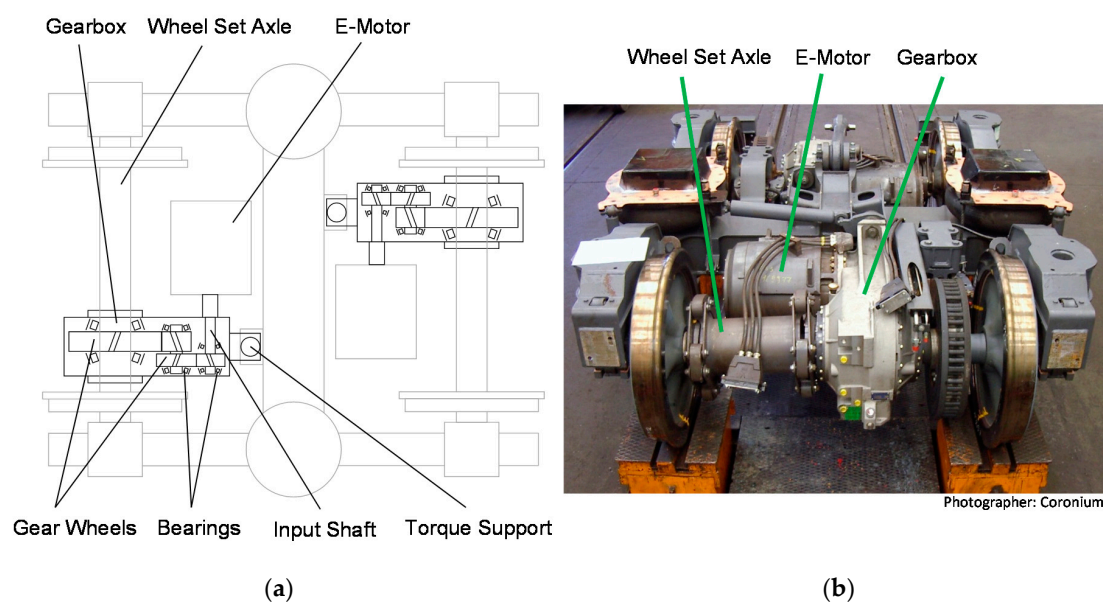 Gearbox Wheel Set Axle E-Motor
Wheel Set Axle E-Motor Gearbox
Gear Wheels Bearings Input Shaft Torque Support
Photographer: Coronium
(a) (b)